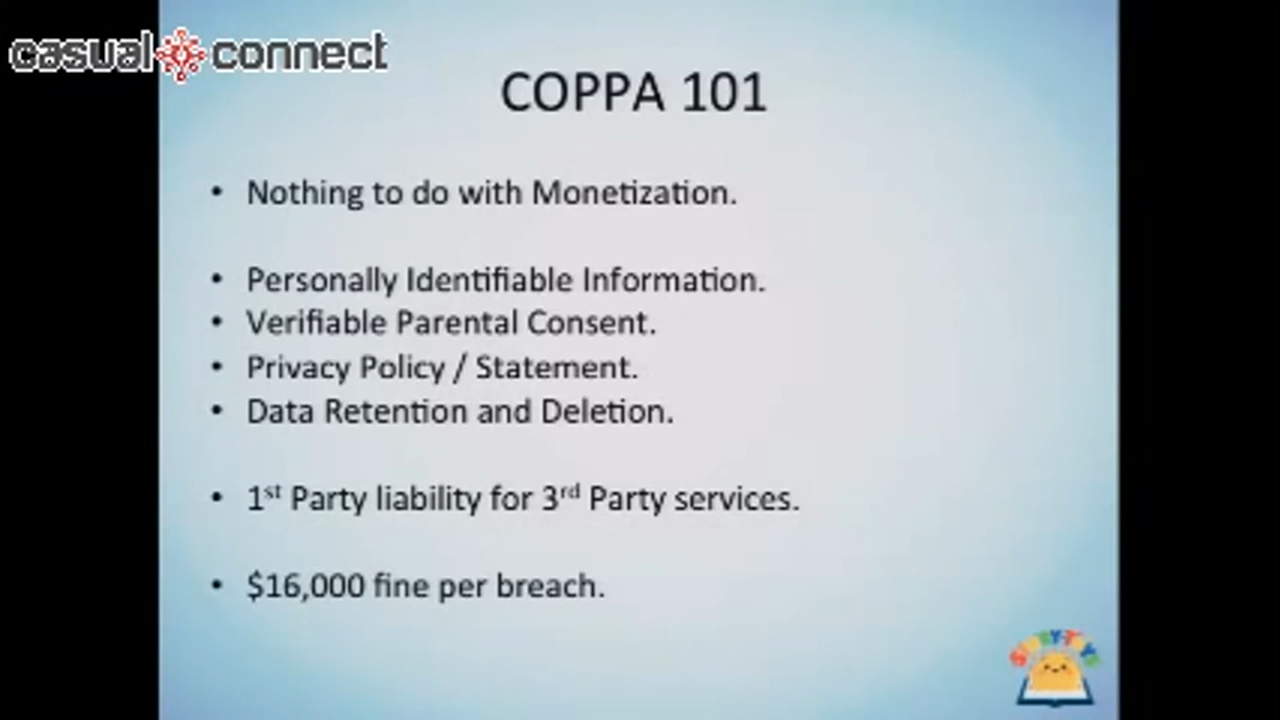 casual connect
COPPA 101
• Nothing to do with Monetization.
• Personally Identifiable Information.
• Verifiable Parental Consent.
• Privacy Policy / Statement.
• Data Retention and Deletion.
• 1st Party liability for 3rd Party services.
• $16,000 fine per breach.
STORYTOYS